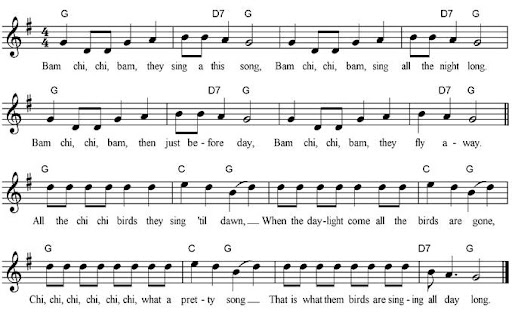 G D7 G D7 G
Bam chi, chi, bam, they sing a this song, Bam chi, chi, bam, sing all the night long.
G D7 G G D7 G
Bam chi, chi, bam, then just be - fore day, Bam chi, chi, bam, they fly a - way.
G C G G C G
All the chi chi birds they sing 'til dawn, When the day-light come all the birds are gone,
G C G G D7 G
Chi, chi, chi, chi, chi, chi, what a pret - ty song That is what them birds are sing - ing all day long.